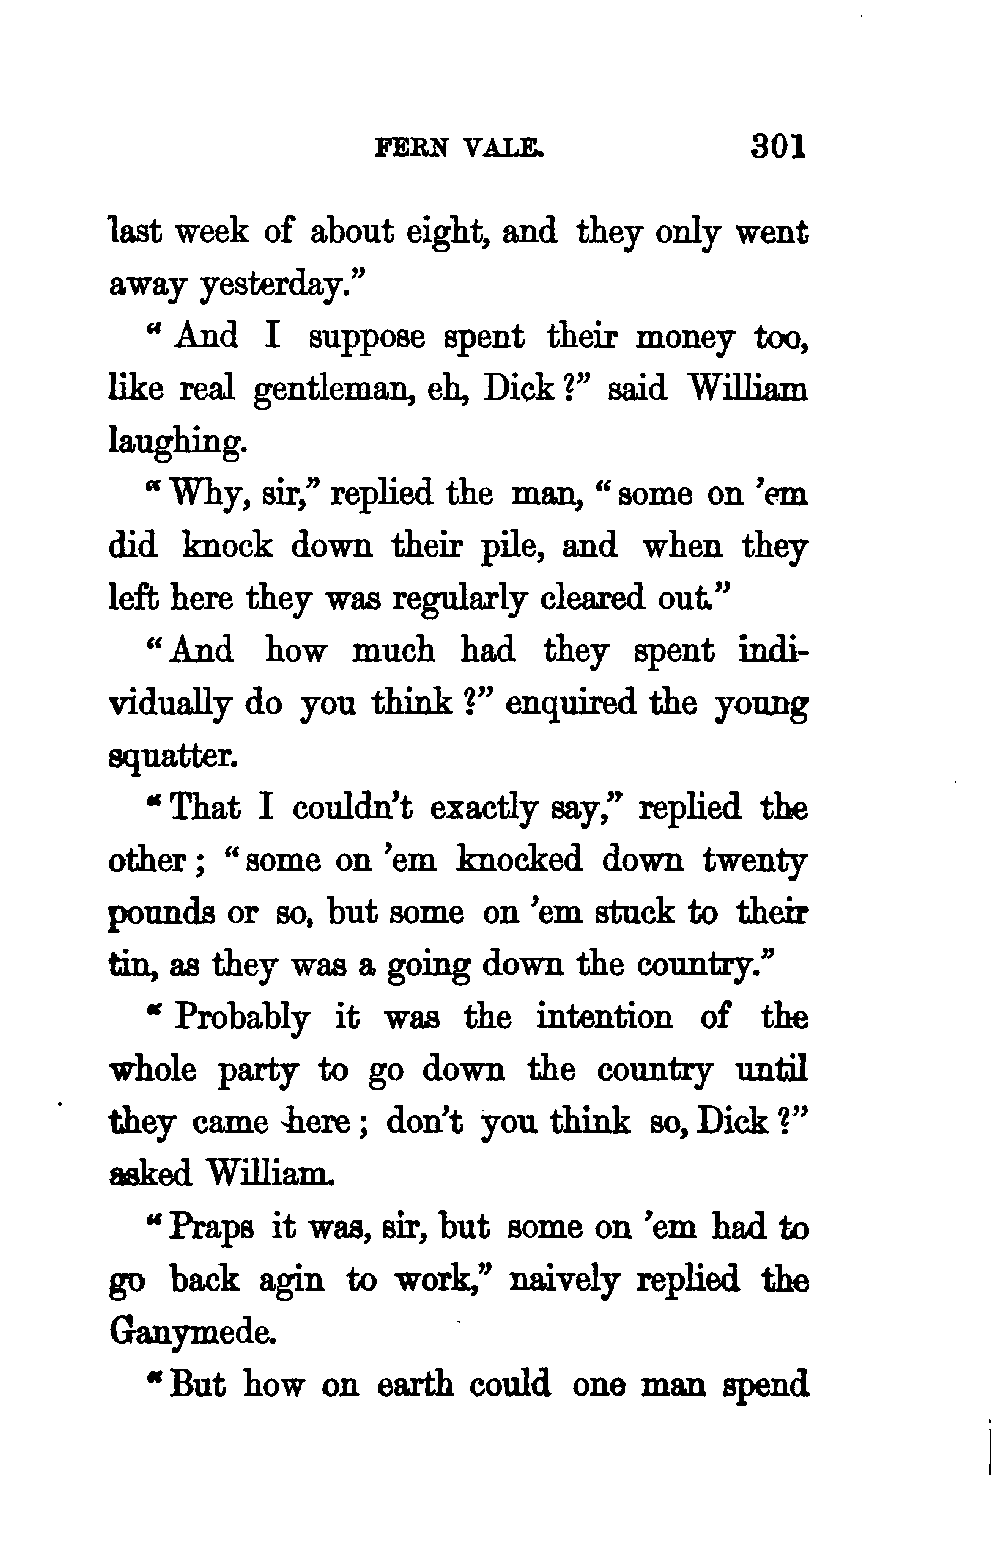 FERN VALE. 301
last week of about eight, and they only went
away yesterday."
"And I suppose spent their money too,
like real gentleman, eh, Dick?" said William
laughing.
"Why, sir," replied the man, "some on 'em
did knock down their pile, and when they
left here they was regularly cleared out."
"And how much had they spent indi-
vidually do you think?" enquired the young
squatter.
"That I couldn't exactly say," replied the
other; "some on 'em knocked down twenty
pounds or so, but some on 'em stuck to their
tin, as they was a going down the country."
"Probably it was the intention of the
whole party to go down the country until
they came here; don't you think so, Dick?"
asked William.
"Praps it was, sir, but some on 'em had to
go back agin to work," naively replied the
Ganymede.
"But how on earth could one man spend